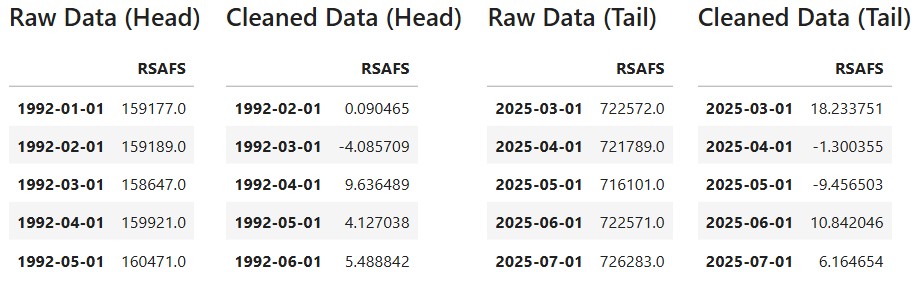 Raw Data (Head) Cleaned Data (Head) Raw Data (Tail) Cleaned Data (Tail)
RSAFS RSAFS RSAFS RSAFS
1992-01-01 159177.0 1992-02-01 0.090465 2025-03-01 722572.0 2025-03-01 18.233751
1992-02-01 159189.0 1992-03-01 -4.085709 2025-04-01 721789.0 2025-04-01 -1.300355
1992-03-01 158647.0 1992-04-01 9.636489 2025-05-01 716101.0 2025-05-01 -9.456503
1992-04-01 159921.0 1992-05-01 4.127038 2025-06-01 722571.0 2025-06-01 10.842046
1992-05-01 160471.0 1992-06-01 5.488842 2025-07-01 726283.0 2025-07-01 6.164654